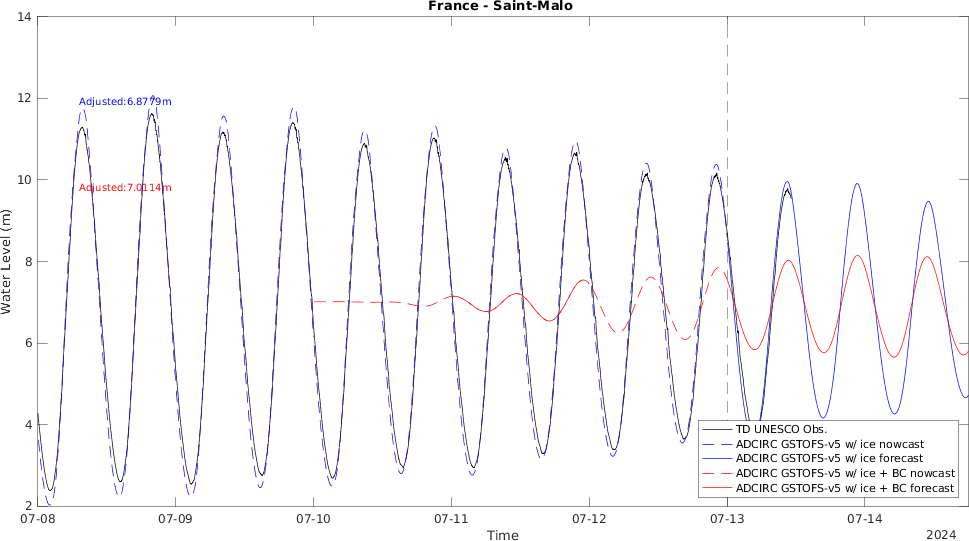 France - Saint-Malo
14
12
10
8
6
4
2
Water Level (m)
Adjusted:6.8779m
Adjusted:7.0114m
TD UNESCO Obs.
ADCIRC GSTOFS-v5 w/ ice nowcast
ADCIRC GSTOFS-v5 w/ ice forecast
ADCIRC GSTOFS-v5 w/ ice + BC nowcast
ADCIRC GSTOFS-v5 w/ ice + BC forecast
07-08 07-09 07-10 07-11 07-12 07-13 07-14
Time
2024